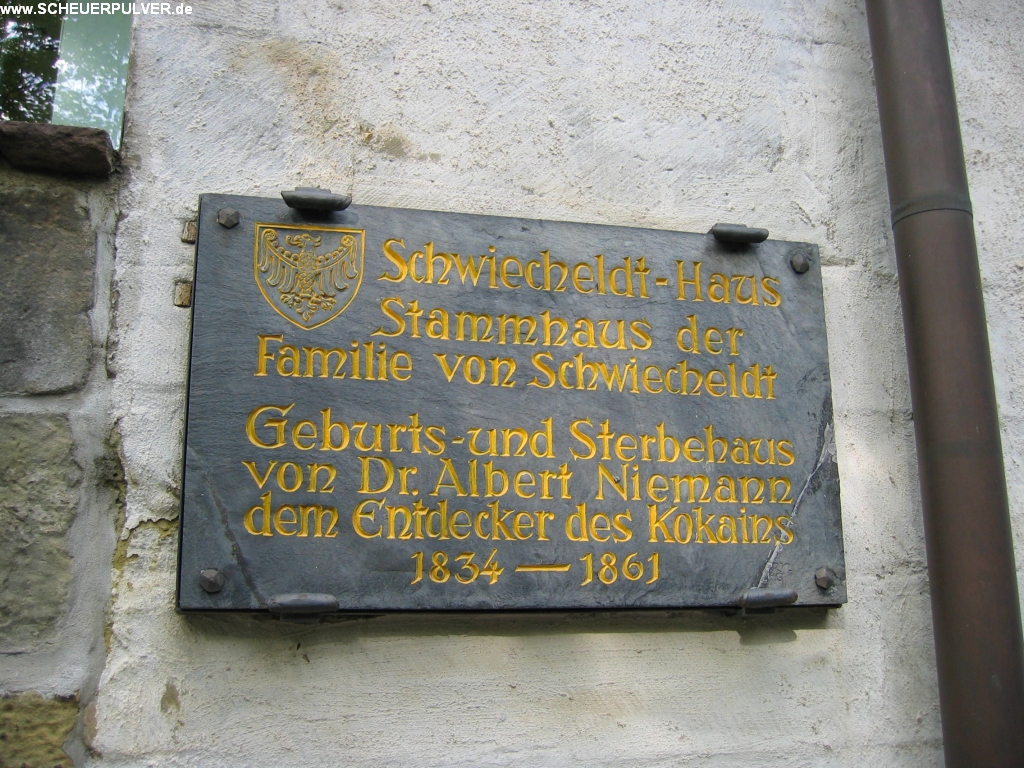 www.SCHEUERPULVER.de
Schwiecheldt-Haus
Stammhaus der
Familie von Schwiecheldt
Geburts-und Sterbehaus
von Dr. Albert Niemann
dem Entdecker des Kokains
1834 — 1861